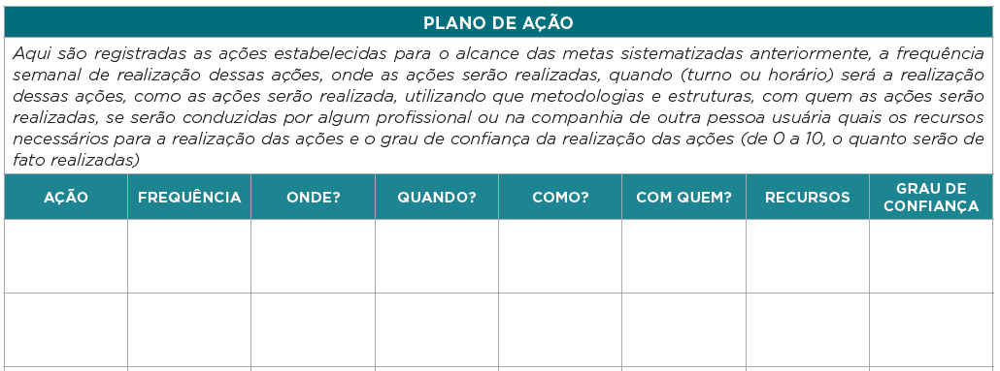 PLANO DE AÇÃO
Aqui são registradas as ações estabelecidas para o alcance das metas sistematizadas anteriormente, a frequência
semanal de realização dessas ações, onde as ações serão realizadas, quando (turno ou horário) será a realização
dessas ações, como as ações serão realizada, utilizando que metodologias e estruturas, com quem as ações serão
realizadas, se serão conduzidas por algum profissional ou na companhia de outra pessoa usuária quais os recursos
necessários para a realização das ações e o grau de confiança da realização das ações (de 0 a 10, o quanto serão de
fato realizadas)
AÇÃO FREQUÊNCIA ONDE? QUANDO? COMO? COM QUEM? RECURSOS GRAU DE
CONFIANÇA